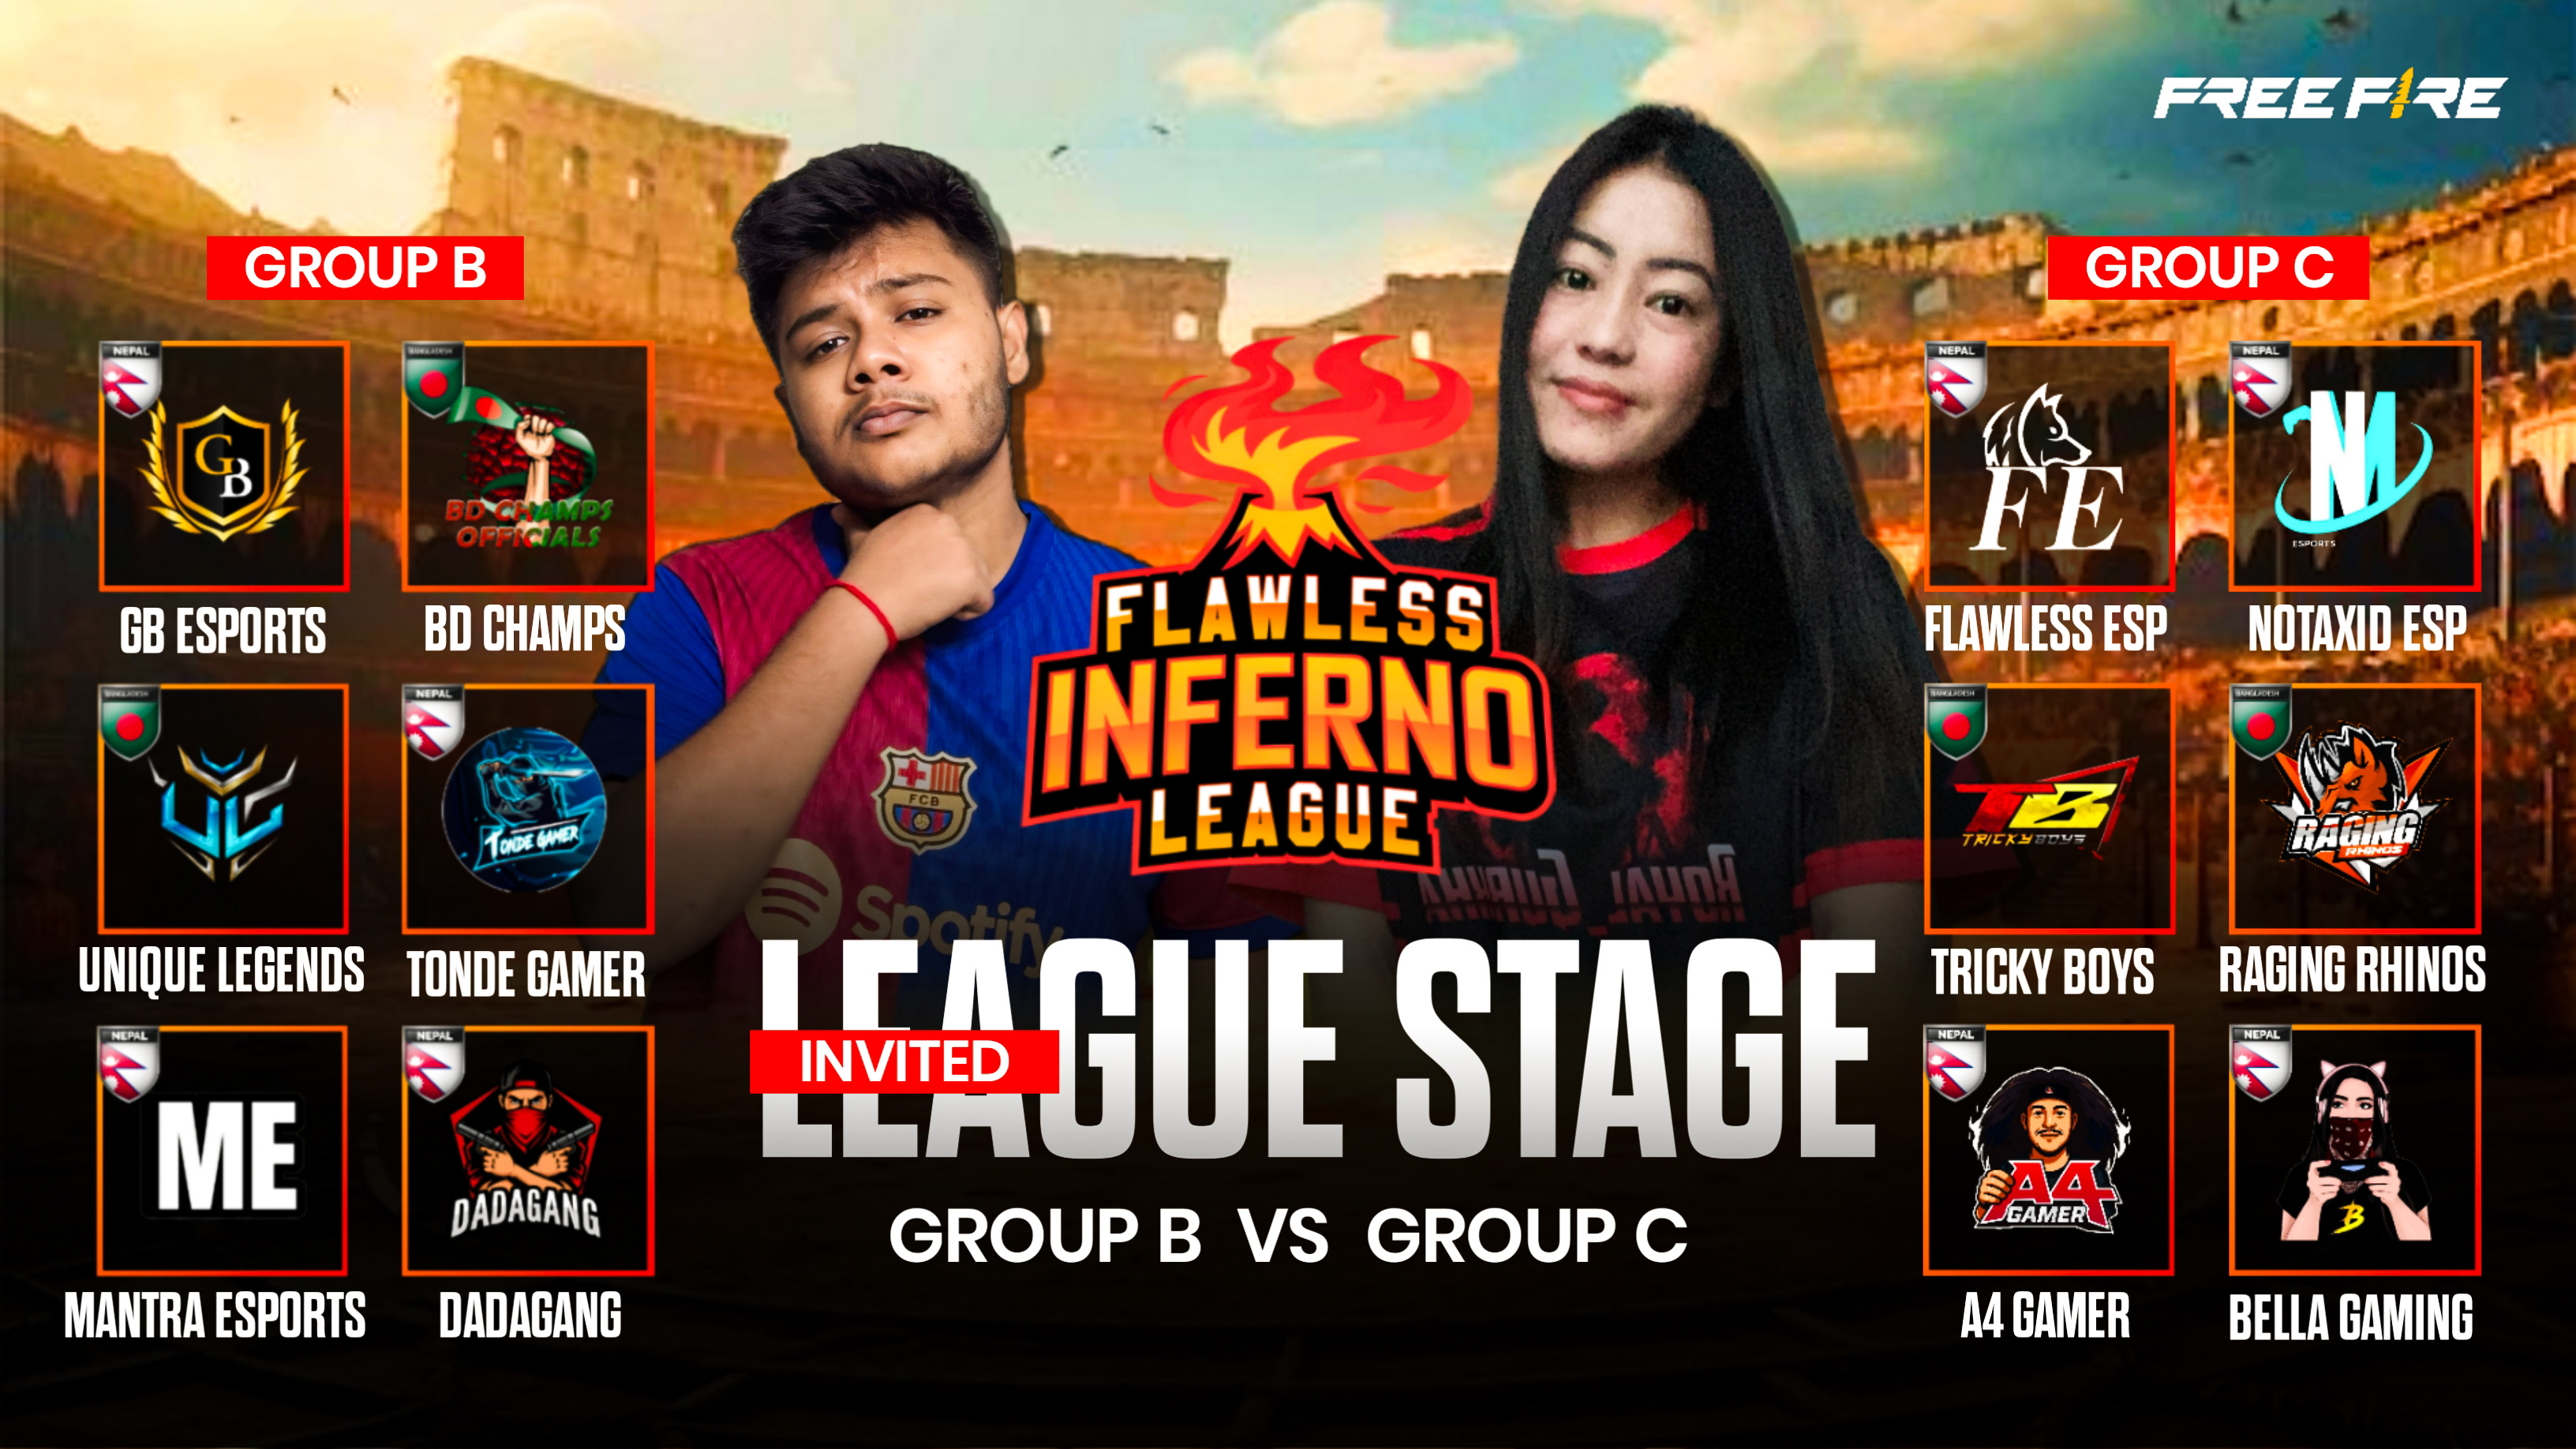 FREE FIRE
GROUP B
GROUP C
NEPAL
GB
GB ESPORTS
BANGLADESH
BD CHAMPS
OFFICIALS
BD CHAMPS
BANGLADESH
UL
UNIQUE LEGENDS
NEPAL
TONDE GAMER
TONDE GAMER
NEPAL
ME
MANTRA ESPORTS
NEPAL
DADAGANG
DADAGANG
FCB
Spotify
FLAWLESS
INFERNO
LEAGUE
ROYAL GURKHA
LEAGUE STAGE
INVITED
GROUP B VS GROUP C
NEPAL
FE
FLAWLESS ESP
NEPAL
ESPORTS
NOTAXID ESP
BANGLADESH
TB
TRICKY BOYS
TRICKY BOYS
BANGLADESH
RAGING
RHINOS
RAGING RHINOS
NEPAL
A4
GAMER
A4 GAMER
NEPAL
B
BELLA GAMING